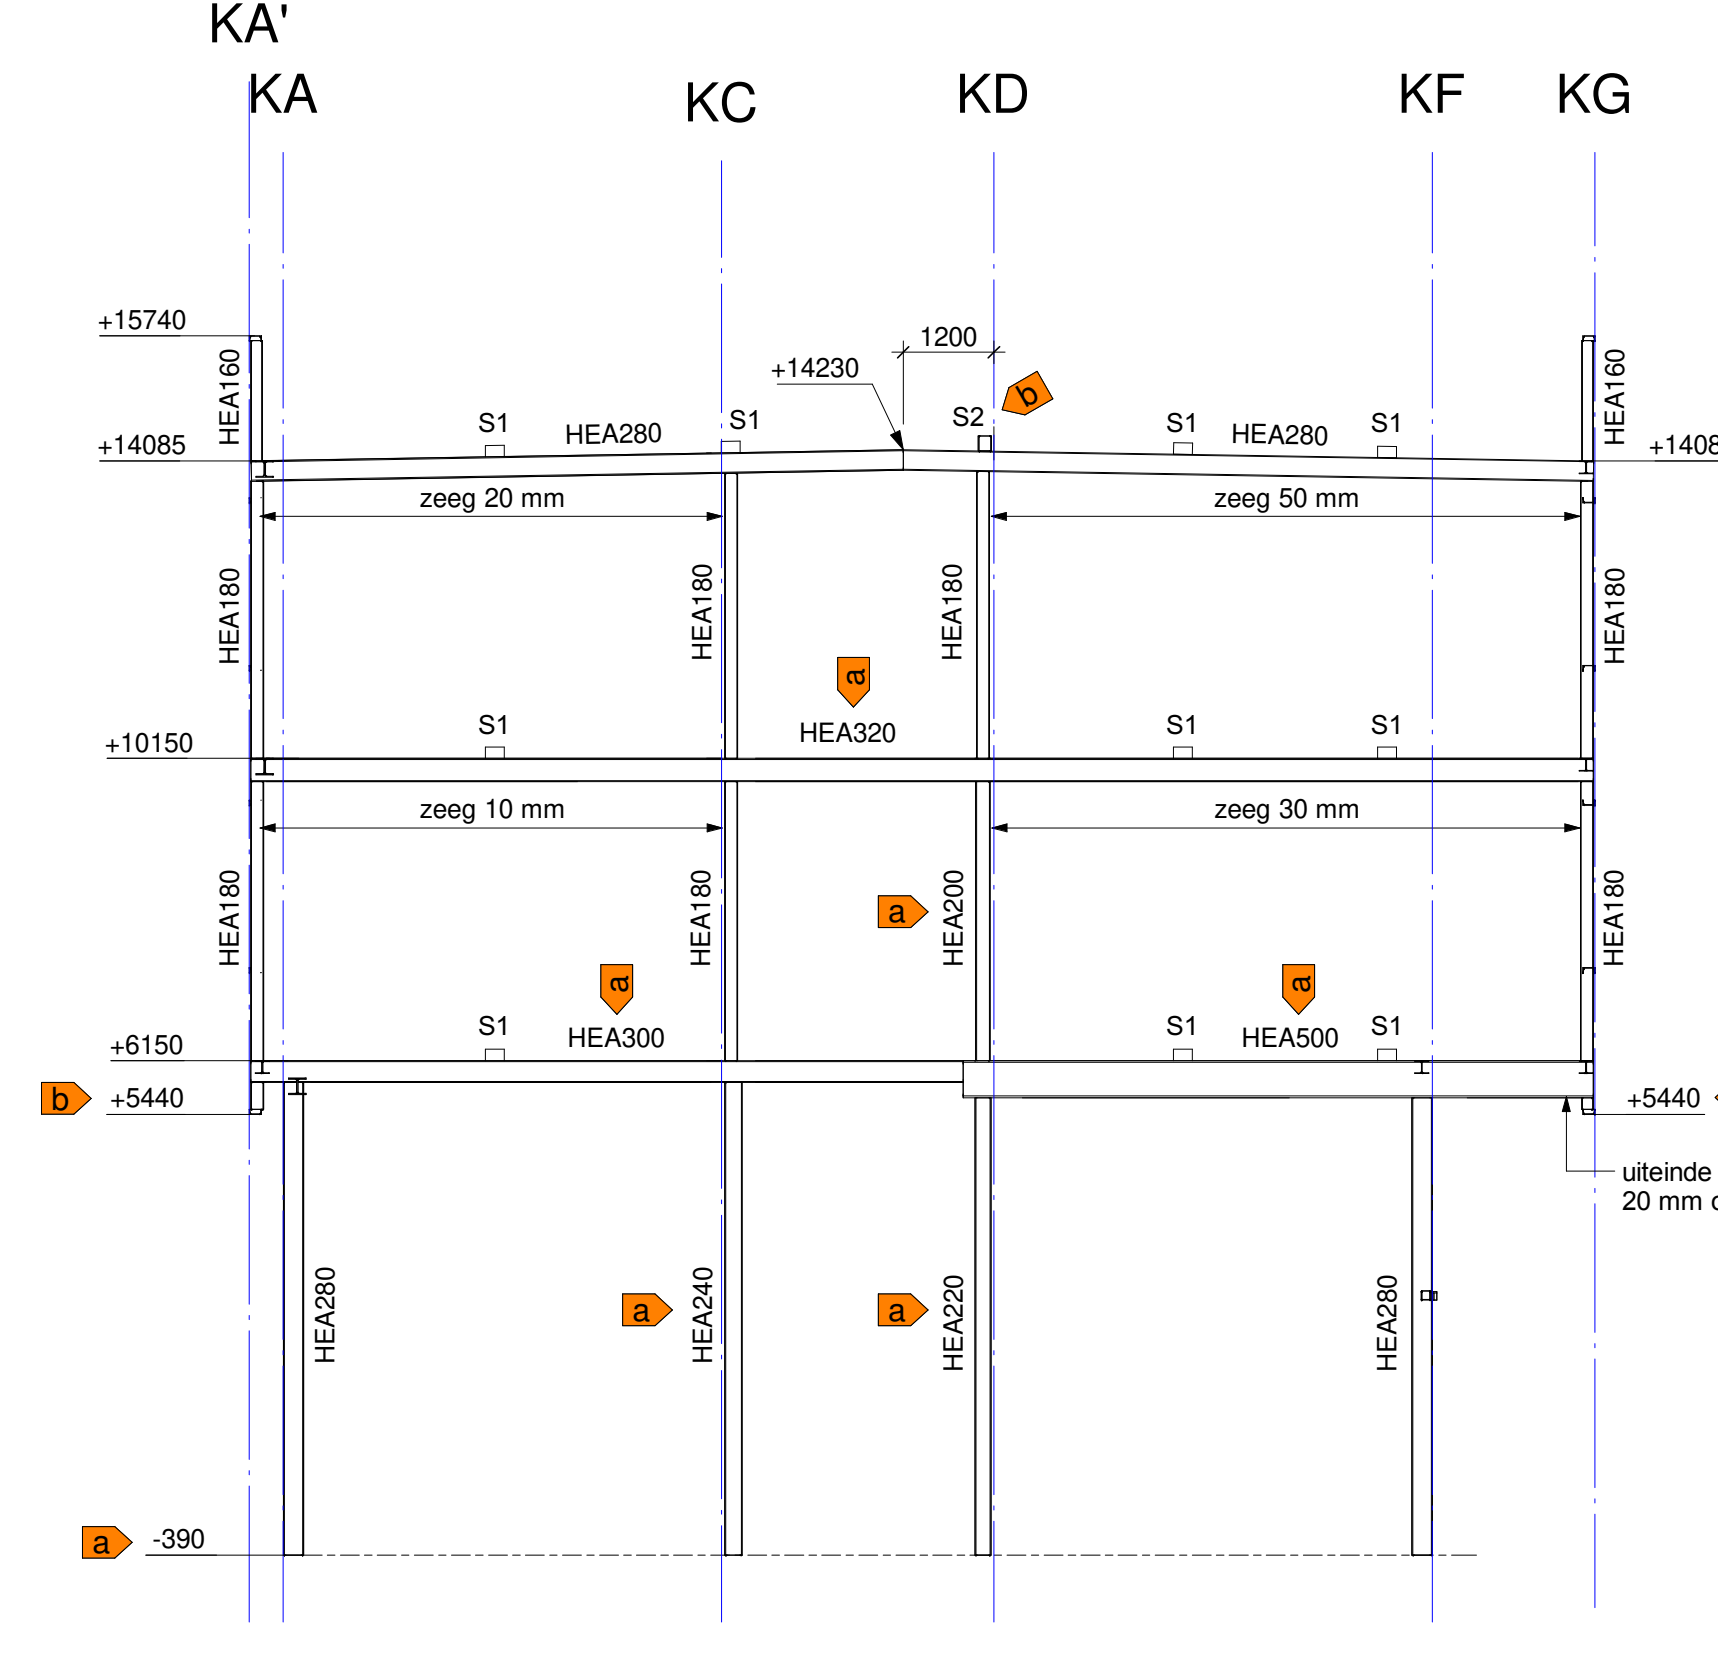 KA'
KA
KC
KD
KF
KG
+15740
1200
+14230
HEA160
HEA160
b
S1
S1
S2
S1
S1
HEA280
HEA280
+14085
+1408
zeeg 20 mm
zeeg 50 mm
HEA180
HEA180
HEA180
HEA180
a
HEA320
S1
S1
S1
+10150
zeeg 10 mm
zeeg 30 mm
HEA180
HEA180
a
HEA200
HEA180
a
a
S1
HEA300
S1
HEA500
S1
+6150
b
+5440
+5440
uiteinde
20 mm
HEA280
a
HEA240
a
HEA220
HEA280
a
-390